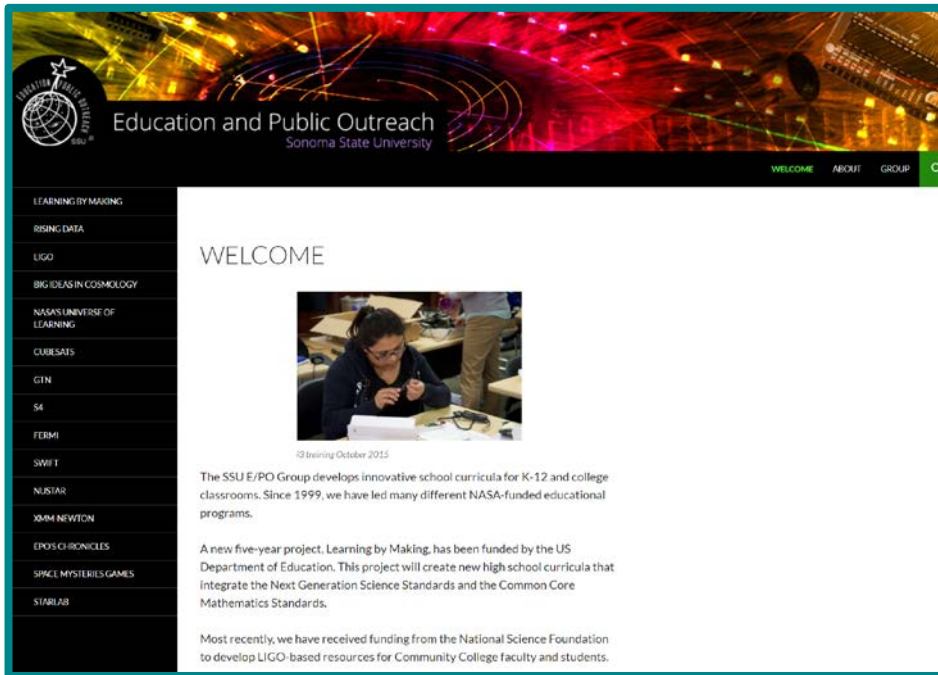 EDUCATION & PUBLIC OUTREACH
SSU
Education and Public Outreach
Sonoma State University
WELCOME ABOUT GROUP
LEARNING BY MAKING
RISING DATA
LIGO
BIG IDEAS IN COSMOLOGY
NASA'S UNIVERSE OF
LEARNING
CUBESATS
GTN
S4
FERMI
SWIFT
NUSTAR
XMM-NEWTON
EPO'S CHRONICLES
SPACE MYSTERIES GAMES
STARLAB
WELCOME
i3 training October 2015
The SSU E/PO Group develops innovative school curricula for K-12 and college
classrooms. Since 1999, we have led many different NASA-funded educational
programs.
A new five-year project, Learning by Making, has been funded by the US
Department of Education. This project will create new high school curricula that
integrate the Next Generation Science Standards and the Common Core
Mathematics Standards.
Most recently, we have received funding from the National Science Foundation
to develop LIGO-based resources for Community College faculty and students.